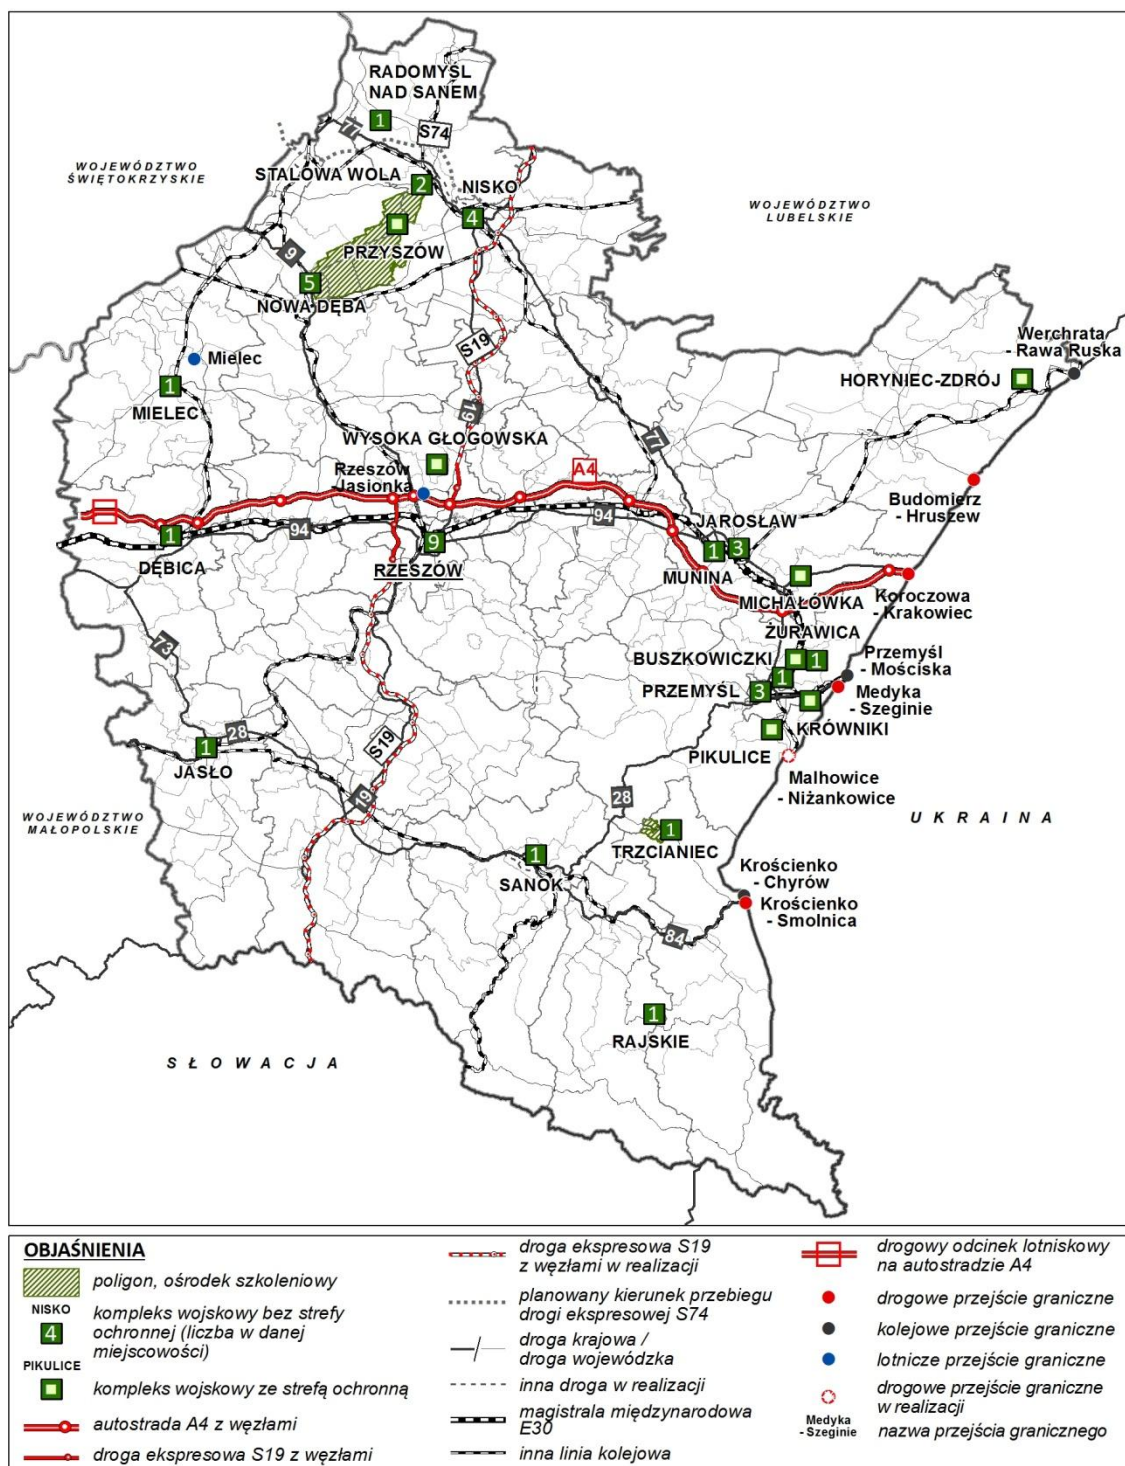 RADOMYŚL
NAD SANEM
1
77
S74
WOJEWÓDZTWO
ŚWIĘTOKRZYSKIE
STALOWA WOLA
2
NISKO
4
WOJEWÓDZTWO
LUBELSKIE
PRZYSZÓW
9
5
NOWA DĘBA
S19
Mielec
1
MIELEC
Werchrata
- Rawa Ruska
HORYNIEC-ZDRÓJ
19
77
WYSOKA GŁOGOWSKA
Rzeszów
Jasionka
A4
Budomierz
- Hruszew
94
94
1
DĘBICA
9
RZESZÓW
JAROSŁAW
1
3
MUNINA
MICHAŁÓWKA
Koroczowa
- Krakowiec
ŻURAWICA
73
BUSZKOWICZKI
1
Przemyśl
- Mościska
1
PRZEMYŚL
3
Medyka
- Szeginie
KRÓWNIKI
28
1
JASŁO
S19
PIKULICE
Malhowice
- Niżankowice
19
28
WOJEWÓDZTWO
MAŁOPOLSKIE
UKRAINA
1
TRZCIANIEC
1
SANOK
Krościenko
- Chyrów
Krościenko
- Smolnica
84
1
RAJSKIE
SŁOWACJA
OBJAŚNIENIA
poligon, ośrodek szkoleniowy
NISKO
4
kompleks wojskowy bez strefy
ochronnej (liczba w danej
miejscowości)
PIKULICE
kompleks wojskowy ze strefą ochronną
autostrada A4 z węzłami
droga ekspresowa S19 z węzłami
droga ekspresowa S19
z węzłami w realizacji
planowany kierunek przebiegu
drogi ekspresowej S74
droga krajowa /
droga wojewódzka
inna droga w realizacji
magistrala międzynarodowa
E30
inna linia kolejowa
drogowy odcinek lotniskowy
na autostradzie A4
drogowe przejście graniczne
kolejowe przejście graniczne
lotnicze przejście graniczne
drogowe przejście graniczne
w realizacji
Medyka
- Szeginie
nazwa przejścia granicznego